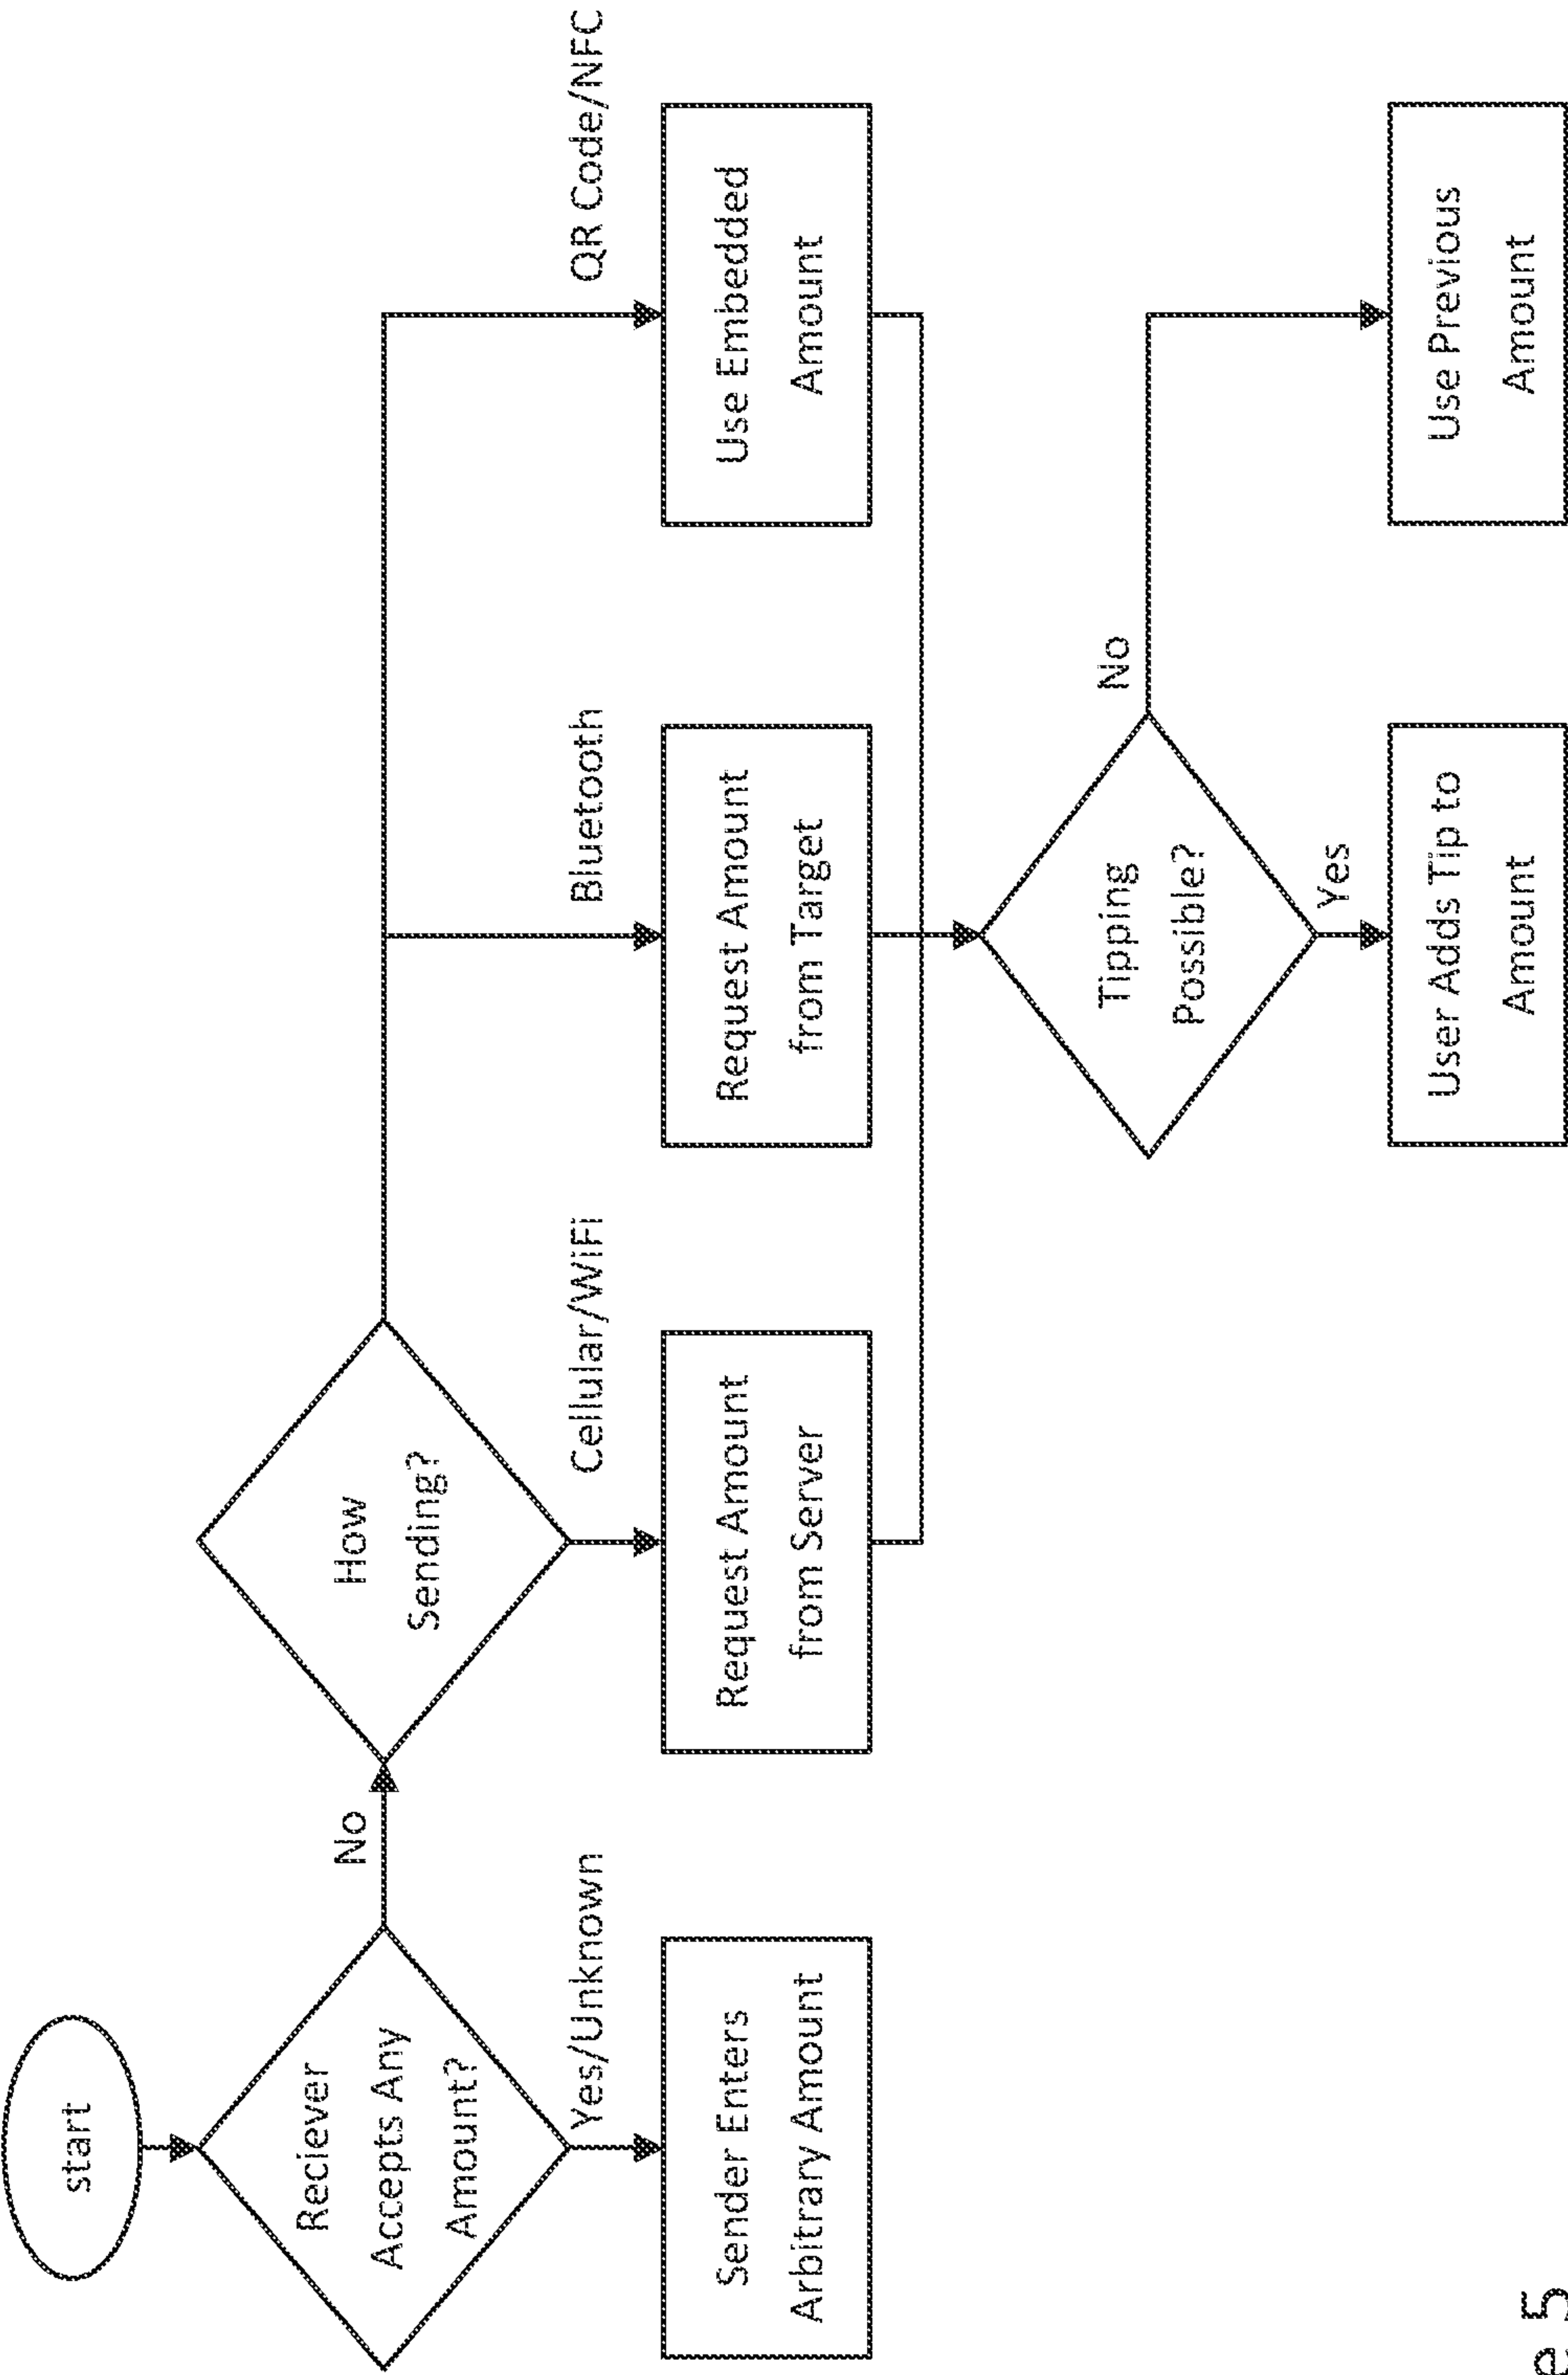 start
Reciever
Accepts Any
Amount?
No
How
Sending?
Yes/Unknown
Cellular/WiFi
Bluetooth
QR Code/NFC
Sender Enters
Arbitrary Amount
Request Amount
from Server
Request Amount
from Target
Use Embedded
Amount
Tipping
Possible?
No
Yes
User Adds Tip to
Amount
Use Previous
Amount
e 5